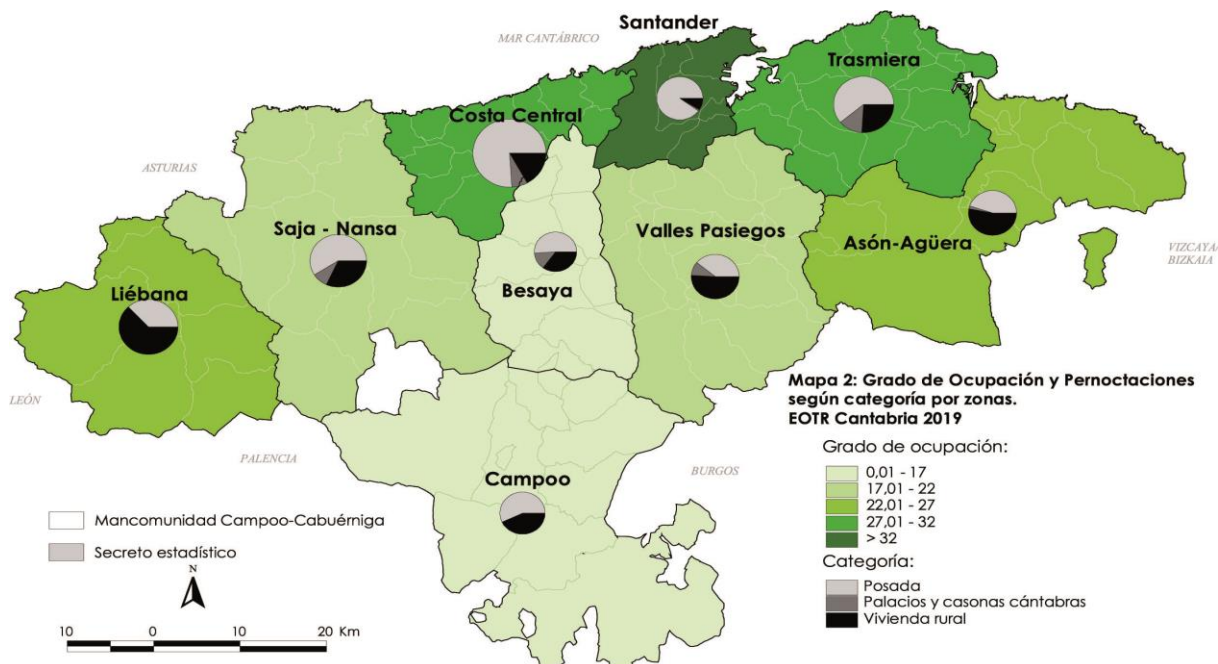 Santander
MAR CANTÁBRICO
Trasmiera
Costa Central
ASTURIAS
Saja - Nansa
Valles Pasiegos
Asón-Agüera
VIZCAYA
BIZKAIA
Liébana
Besaya
LEÓN
PALENCIA
BURGOS
Campoo
Mapa 2: Grado de Ocupación y Pernoctaciones
según categoría por zonas.
EOTR Cantabria 2019
Grado de ocupación:
0,01 - 17
17,01 - 22
22,01 - 27
27,01 - 32
> 32
Categoría:
Posada
Palacios y casonas cántabras
Vivienda rural
Mancomunidad Campoo-Cabuérniga
Secreto estadístico
N
10 0 10 20 Km